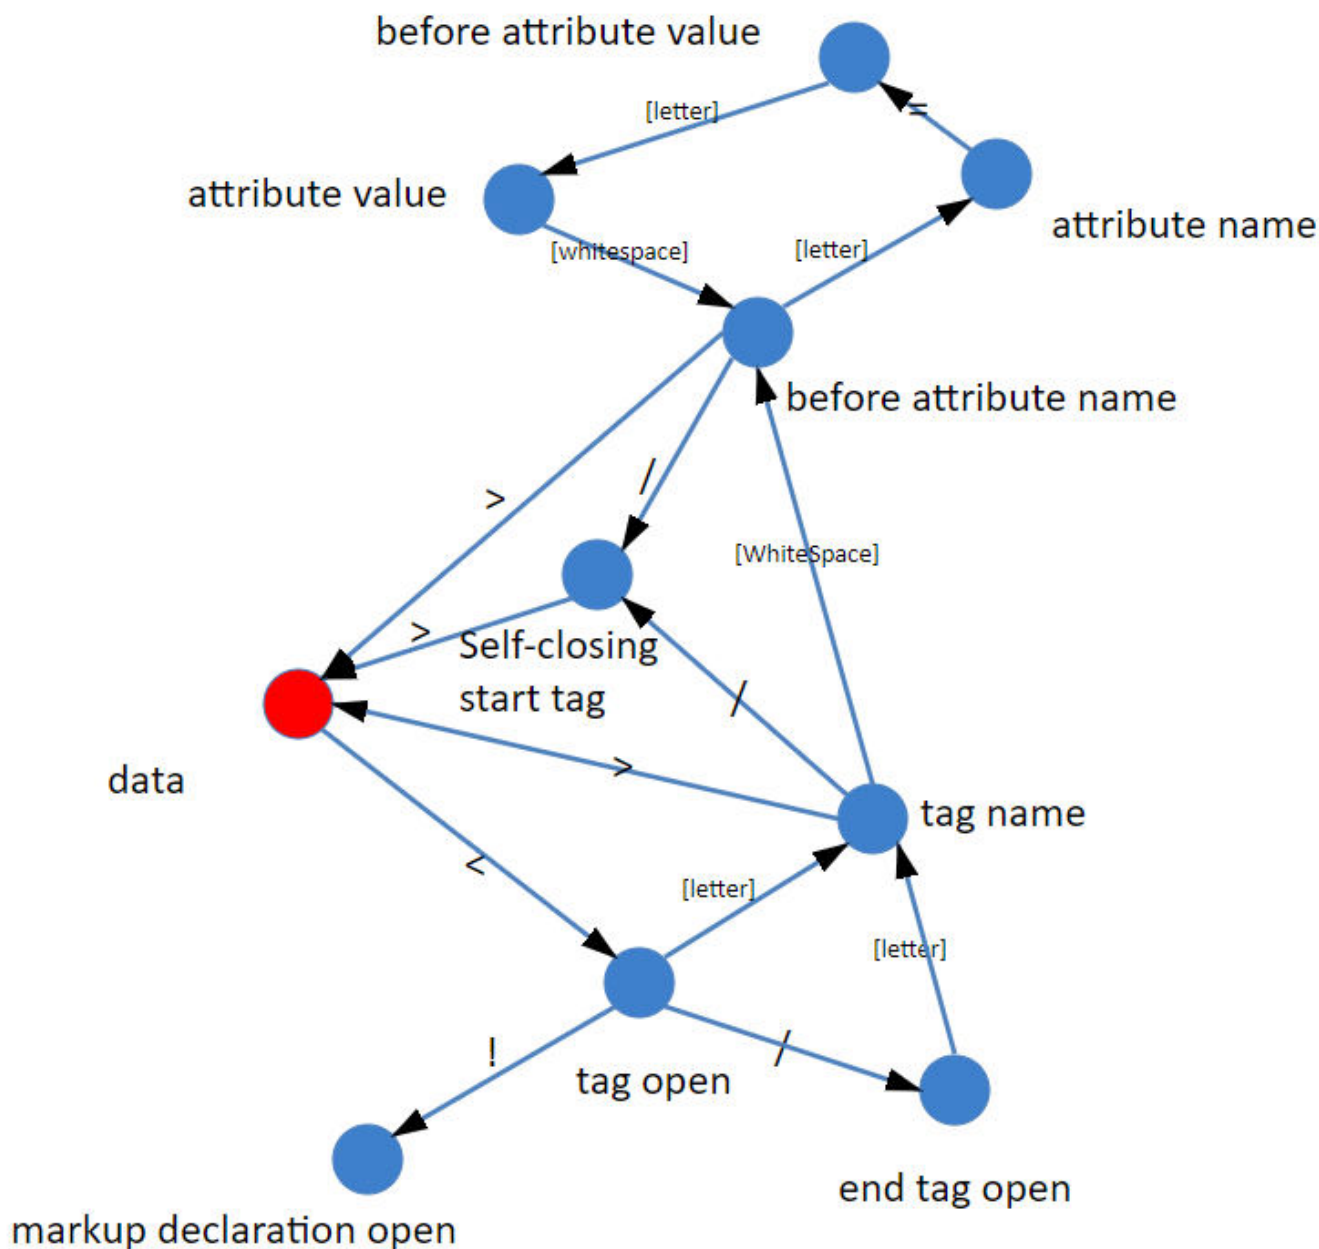 before attribute value
[letter]
=
attribute value
attribute name
[whitespace]
[letter]
before attribute name
/
>
[WhiteSpace]
>
Self-closing
start tag
/
>
data
tag name
<
[letter]
[letter]
!
/
tag open
end tag open
markup declaration open